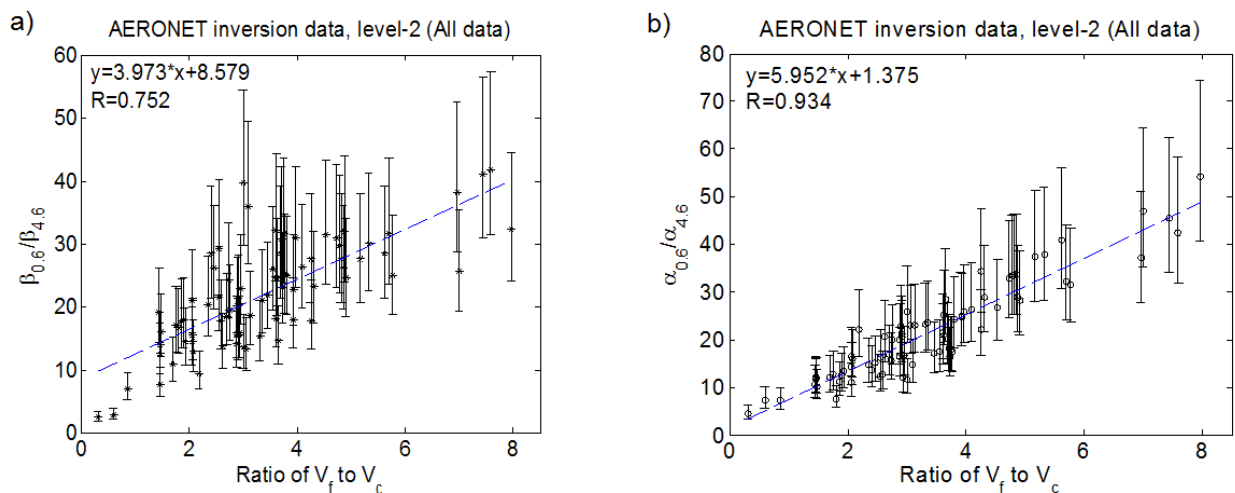 a)
AERONET inversion data, level-2 (All data)
y=3.973*x+8.579
R=0.752
60
50
40
30
20
10
0
β0.6/β4.6
0 2 4 6 8
Ratio of Vf to Vc
b)
AERONET inversion data, level-2 (All data)
y=5.952*x+1.375
R=0.934
80
70
60
50
40
30
20
10
0
α0.6/α4.6
0 2 4 6 8
Ratio of Vf to Vc